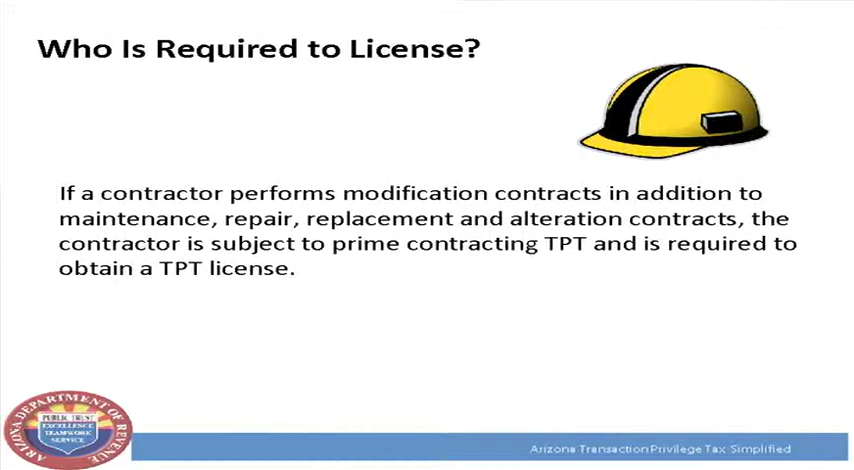 Who Is Required to License?
If a contractor performs modification contracts in addition to
maintenance, repair, replacement and alteration contracts, the
contractor is subject to prime contracting TPT and is required to
obtain a TPT license.
ARIZONA DEPARTMENT OF REVENUE
PUBLIC TRUST
EXCELLENCE
TEAMWORK
SERVICE
Arizona Transaction Privilege Tax Simplified